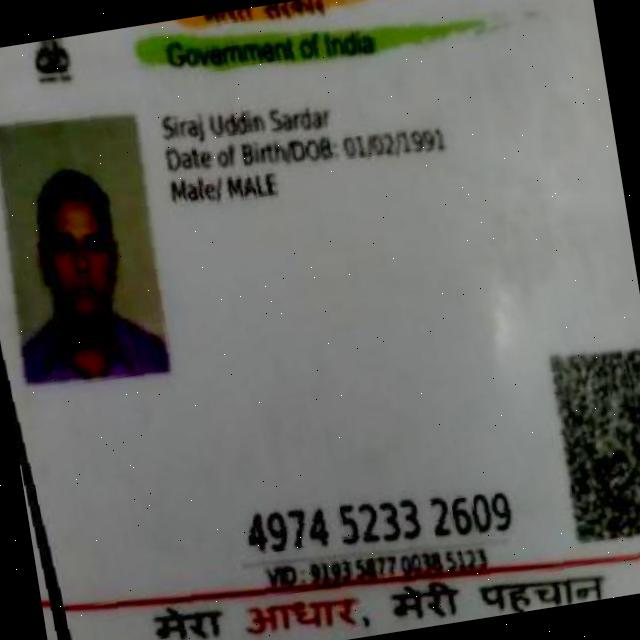 भारत सरकार
Government of India
Siraj Uddin Sardar
Date of Birth/DOB: 01/02/1991
Male/ MALE
4974 5233 2609
VID : 9193 5877 0038 5123
मेरा आधार, मेरी पहचान